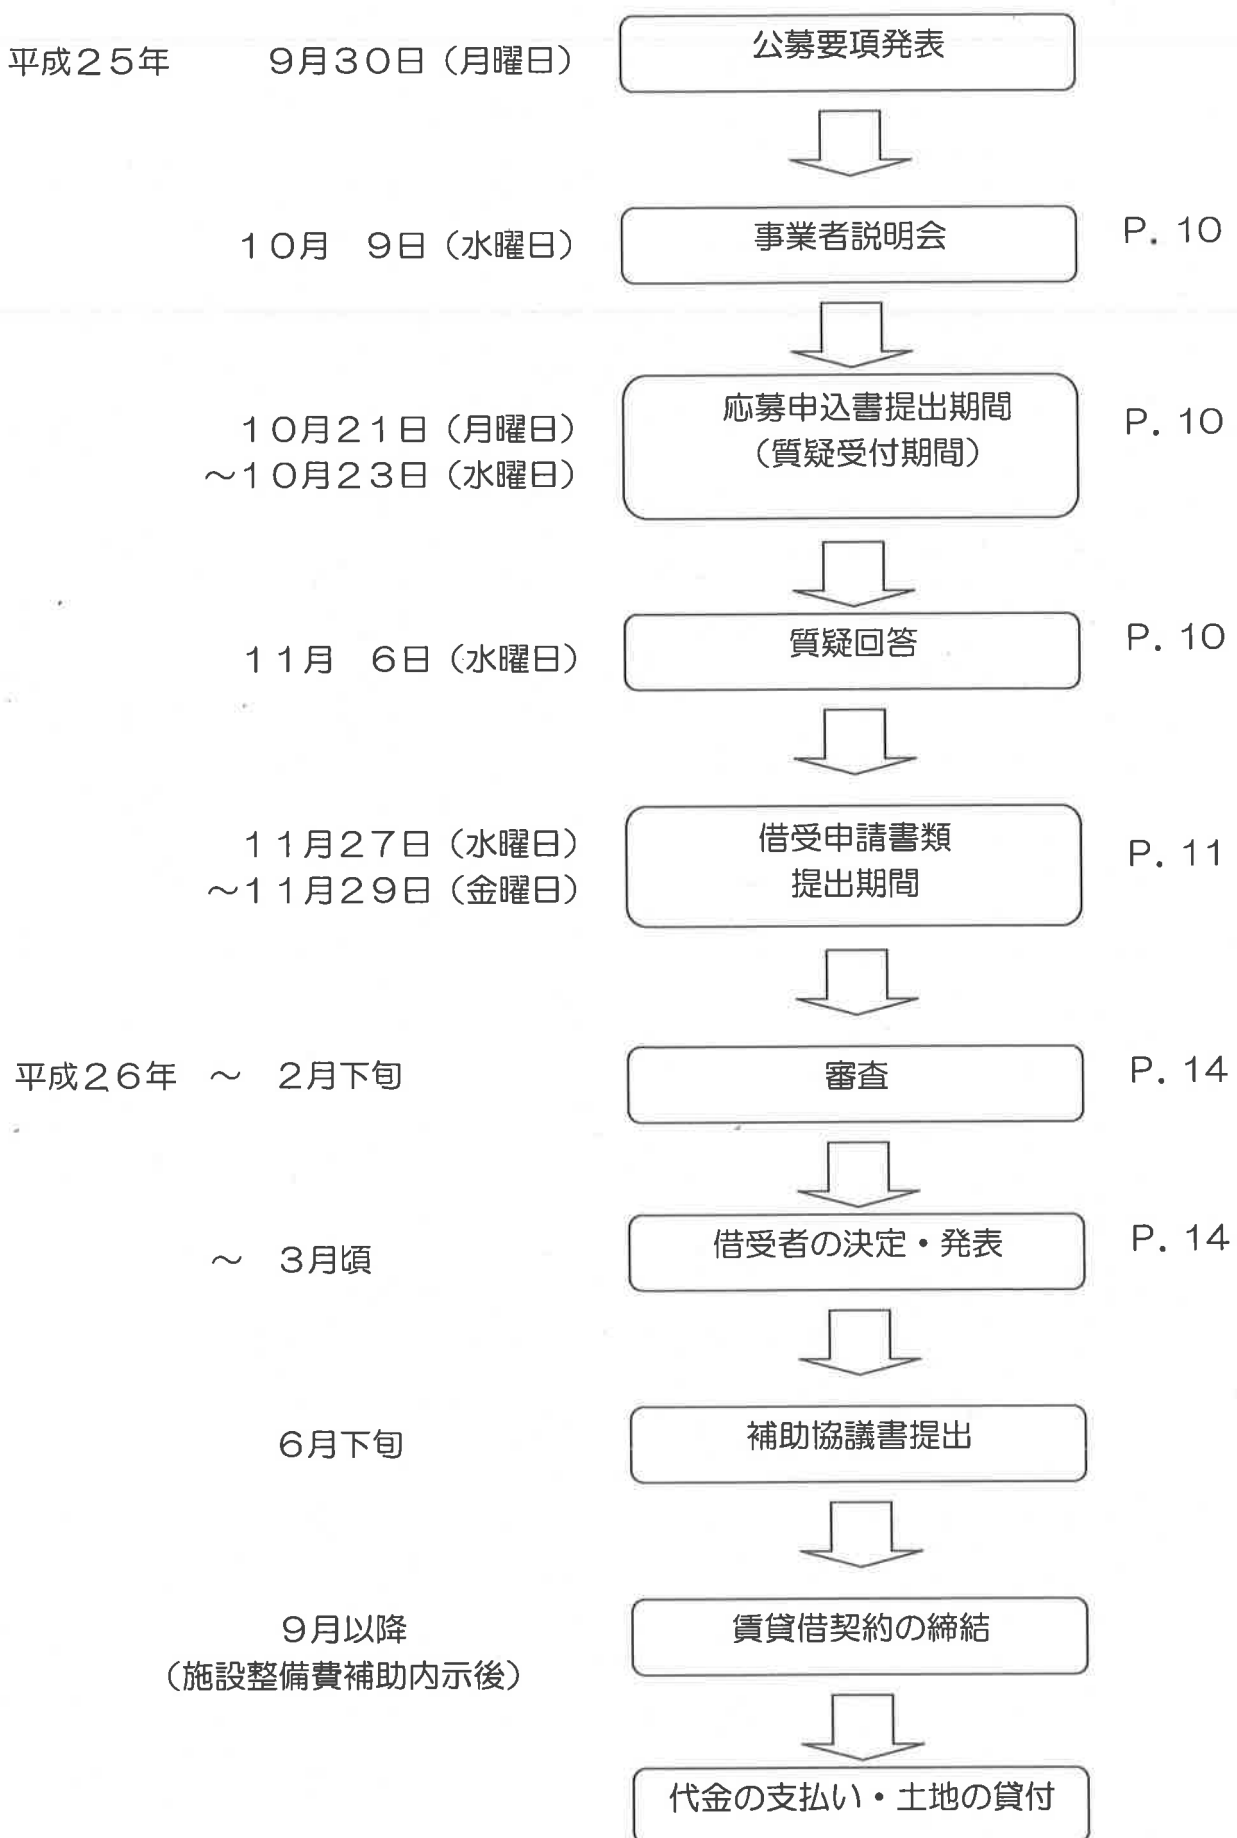 平成25年 9月30日（月曜日） 公募要項発表
10月 9日（水曜日） 事業者説明会 P.10
10月21日（月曜日） 応募申込書提出期間 P.10
～10月23日（水曜日） （質疑受付期間）
11月 6日（水曜日） 質疑回答 P.10
11月27日（水曜日） 借受申請書類 P.11
～11月29日（金曜日） 提出期間
平成26年 ～ 2月下旬 審査 P.14
～ 3月頃 借受者の決定・発表 P.14
6月下旬 補助協議書提出
9月以降 賃貸借契約の締結
（施設整備費補助内示後）
代金の支払い・土地の貸付